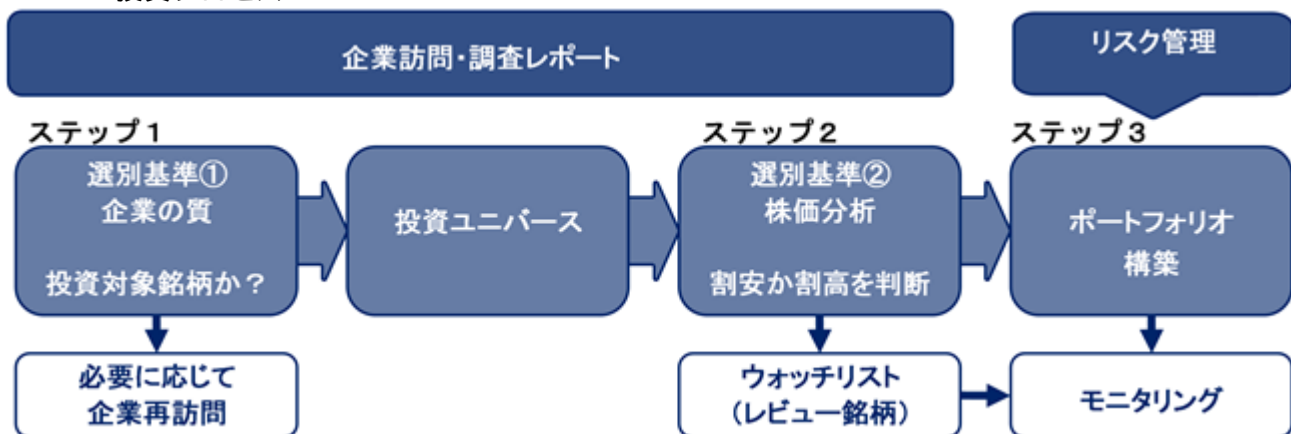 企業訪問・調査レポート
リスク管理
ステップ１
ステップ２
ステップ３
選別基準①
企業の質
投資対象銘柄か？
投資ユニバース
選別基準②
株価分析
割安か割高を判断
ポートフォリオ
構築
必要に応じて
企業再訪問
ウォッチリスト
（レビュー銘柄）
モニタリング